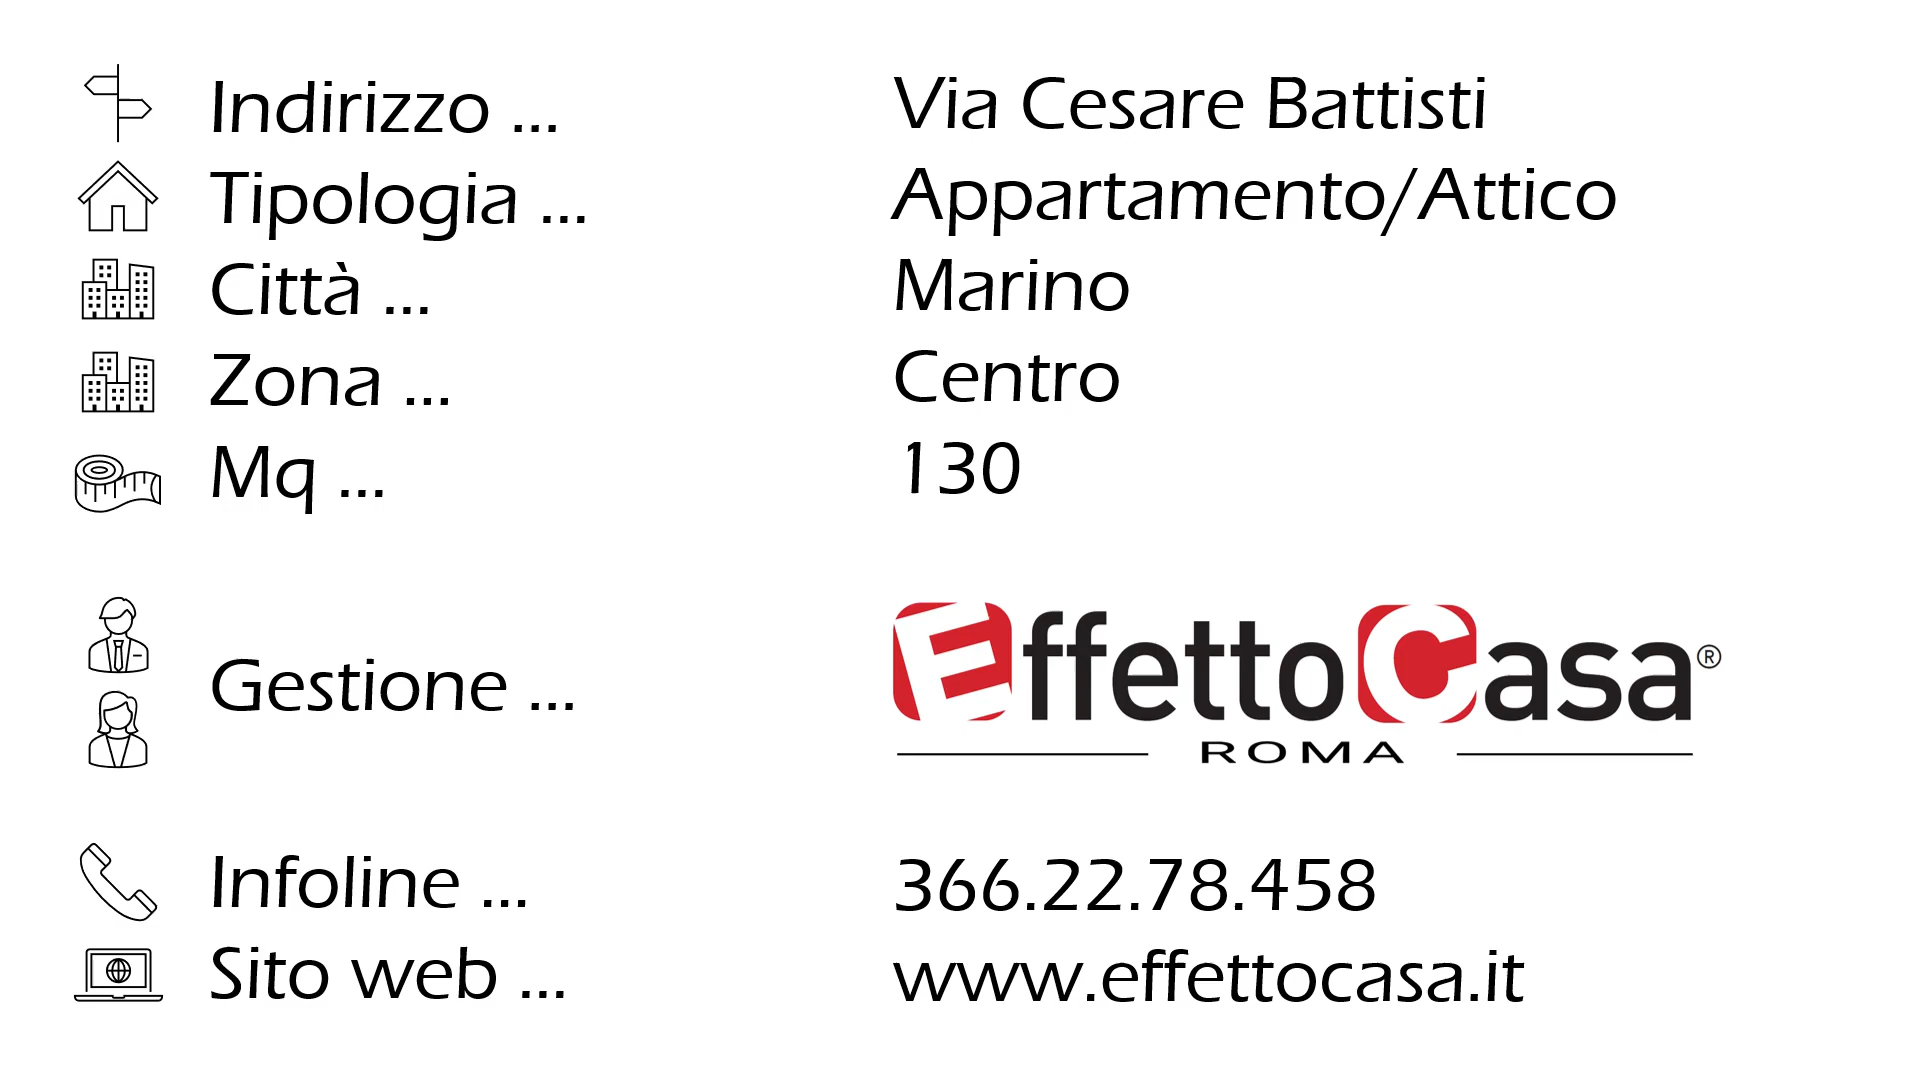 Indirizzo ... Via Cesare Battisti
Tipologia ... Appartamento/Attico
Città ... Marino
Zona ... Centro
Mq ... 130
Gestione ... EffettoCasa®
ROMA
Infoline ... 366.22.78.458
Sito web ... www.effettocasa.it